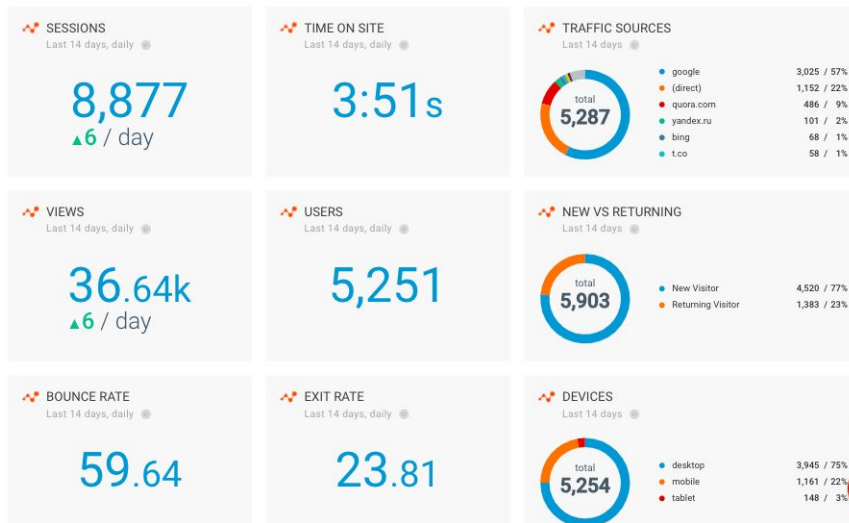 SESSIONS
Last 14 days, daily
8,877
▲6 / day
TIME ON SITE
Last 14 days, daily
3:51s
TRAFFIC SOURCES
Last 14 days
total
5,287
google 3,025 / 57%
(direct) 1,152 / 22%
quora.com 486 / 9%
yandex.ru 101 / 2%
bing 68 / 1%
t.co 58 / 1%
VIEWS
Last 14 days, daily
36.64k
▲6 / day
USERS
Last 14 days, daily
5,251
NEW VS RETURNING
Last 14 days
total
5,903
New Visitor 4,520 / 77%
Returning Visitor 1,383 / 23%
BOUNCE RATE
Last 14 days, daily
59.64
EXIT RATE
Last 14 days, daily
23.81
DEVICES
Last 14 days
total
5,254
desktop 3,945 / 75%
mobile 1,161 / 22%
tablet 148 / 3%